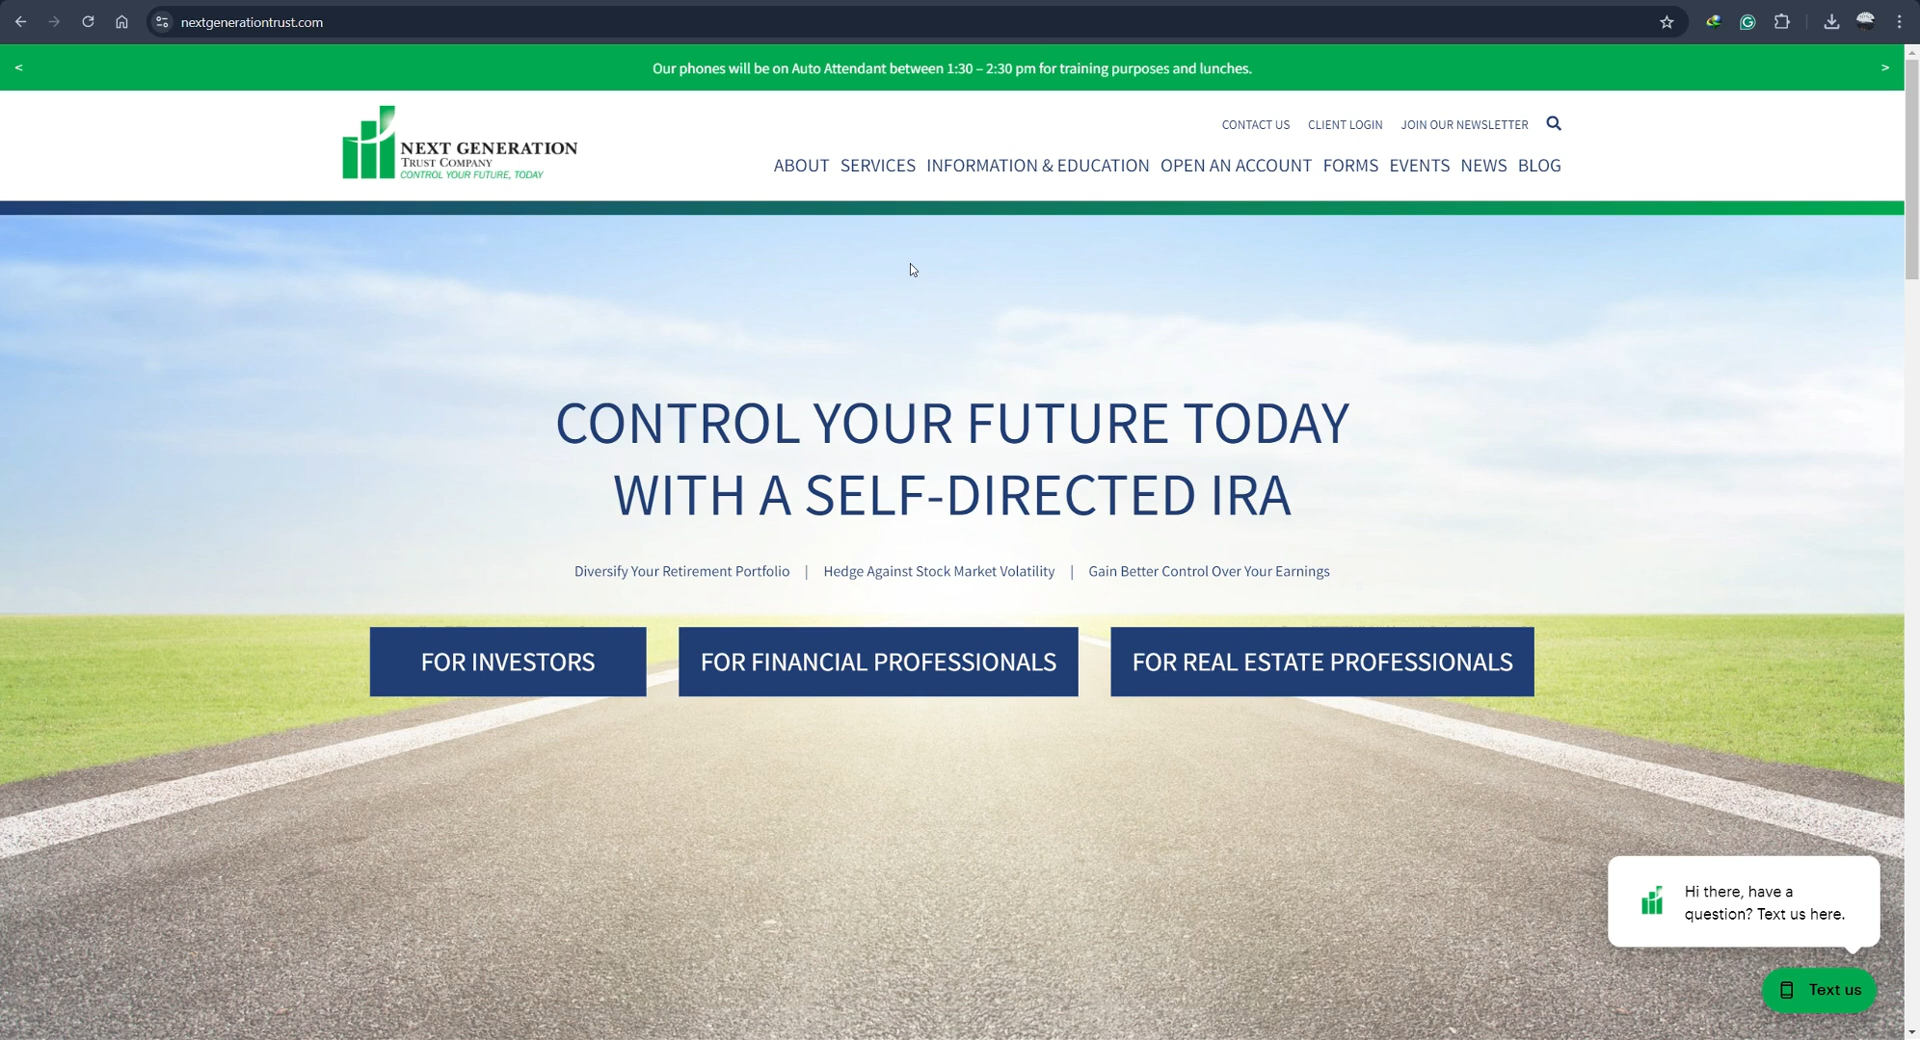 nextgenerationtrust.com
< Our phones will be on Auto Attendant between 1:30 – 2:30 pm for training purposes and lunches. >
CONTACT US CLIENT LOGIN JOIN OUR NEWSLETTER
NEXT GENERATION
TRUST COMPANY
CONTROL YOUR FUTURE, TODAY
ABOUT SERVICES INFORMATION & EDUCATION OPEN AN ACCOUNT FORMS EVENTS NEWS BLOG
CONTROL YOUR FUTURE TODAY
WITH A SELF-DIRECTED IRA
Diversify Your Retirement Portfolio | Hedge Against Stock Market Volatility | Gain Better Control Over Your Earnings
FOR INVESTORS FOR FINANCIAL PROFESSIONALS FOR REAL ESTATE PROFESSIONALS
Hi there, have a
question? Text us here.
Text us